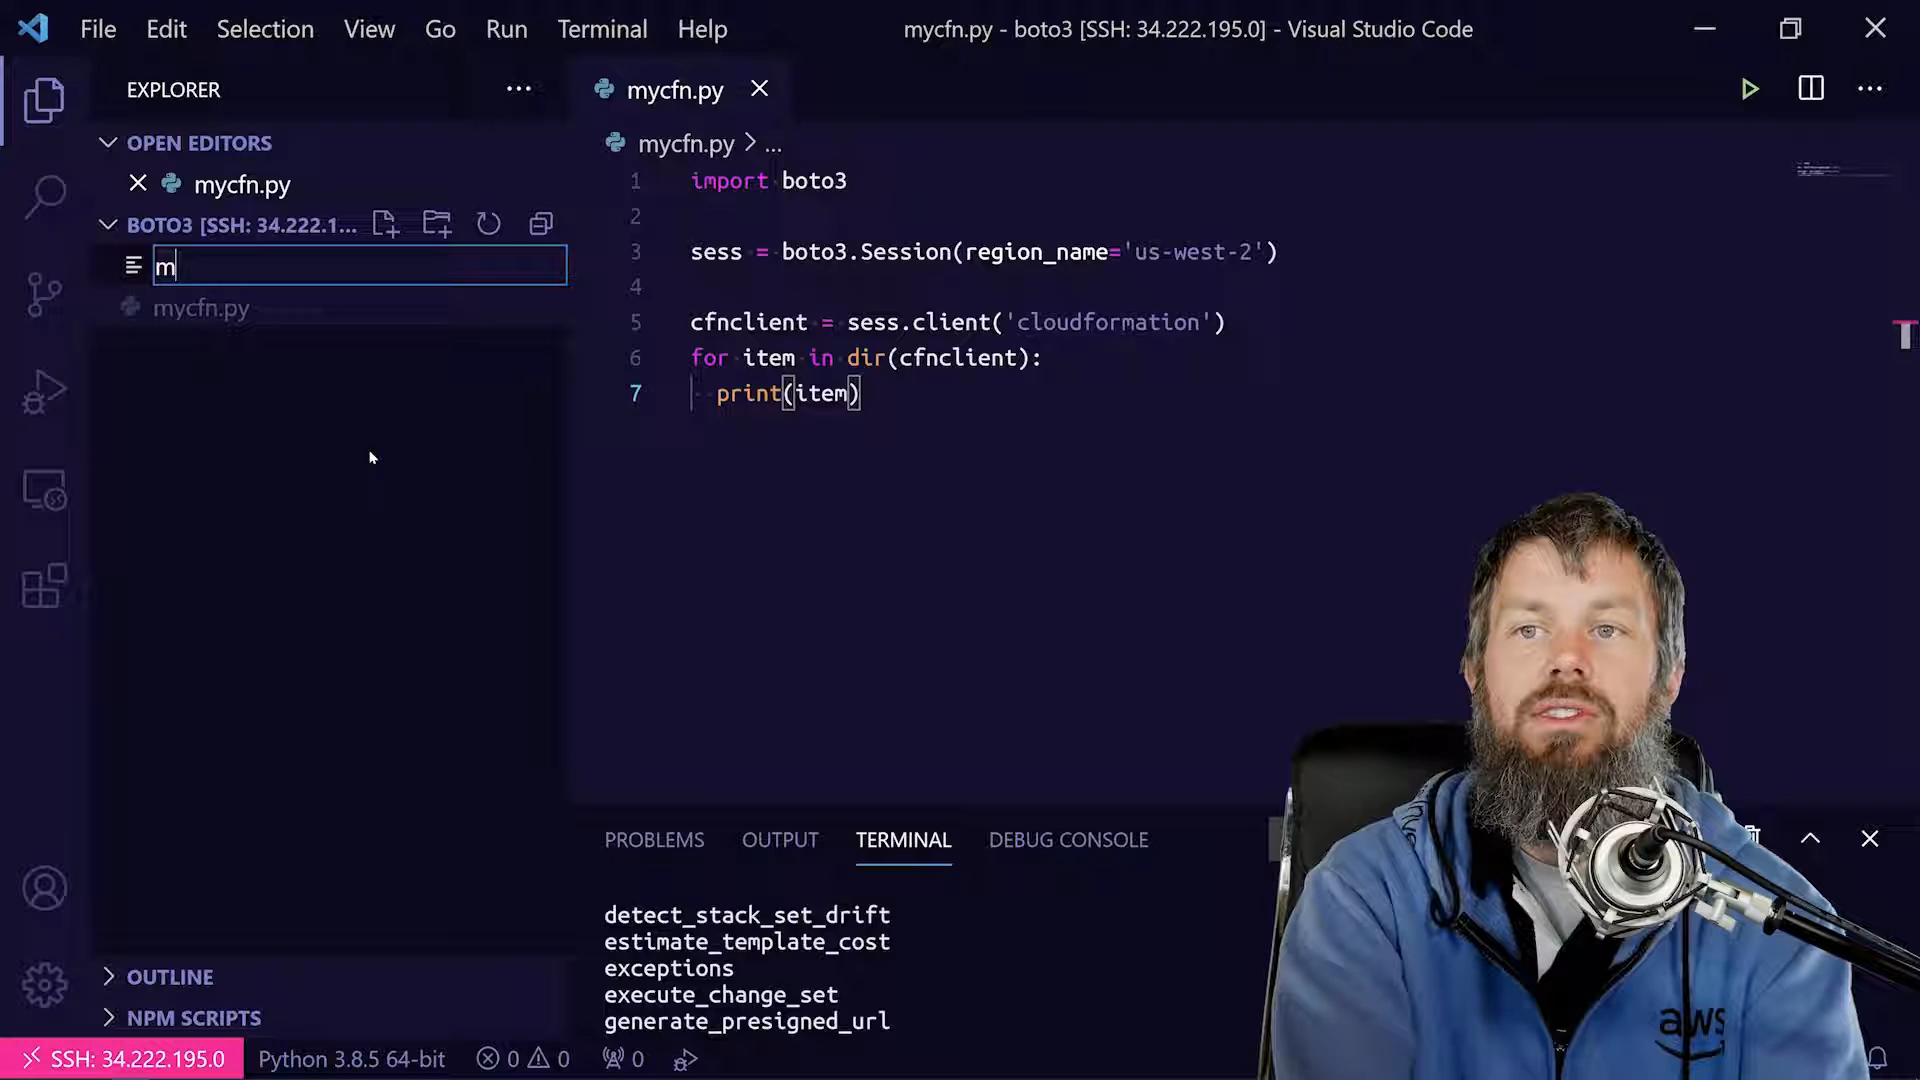 File Edit Selection View Go Run Terminal Help
mycfn.py - boto3 [SSH: 34.222.195.0] - Visual Studio Code
EXPLORER
OPEN EDITORS
mycfn.py
BOTO3 [SSH: 34.222.1...
m
mycfn.py
OUTLINE
NPM SCRIPTS
mycfn.py
mycfn.py > ...
1 import boto3
2
3 sess = boto3.Session(region_name='us-west-2')
4
5 cfnclient = sess.client('cloudformation')
6 for item in dir(cfnclient):
7 print(item)
PROBLEMS OUTPUT TERMINAL DEBUG CONSOLE
detect_stack_set_drift
estimate_template_cost
exceptions
execute_change_set
generate_presigned_url
aws
SSH: 34.222.195.0 Python 3.8.5 64-bit 0 0 0